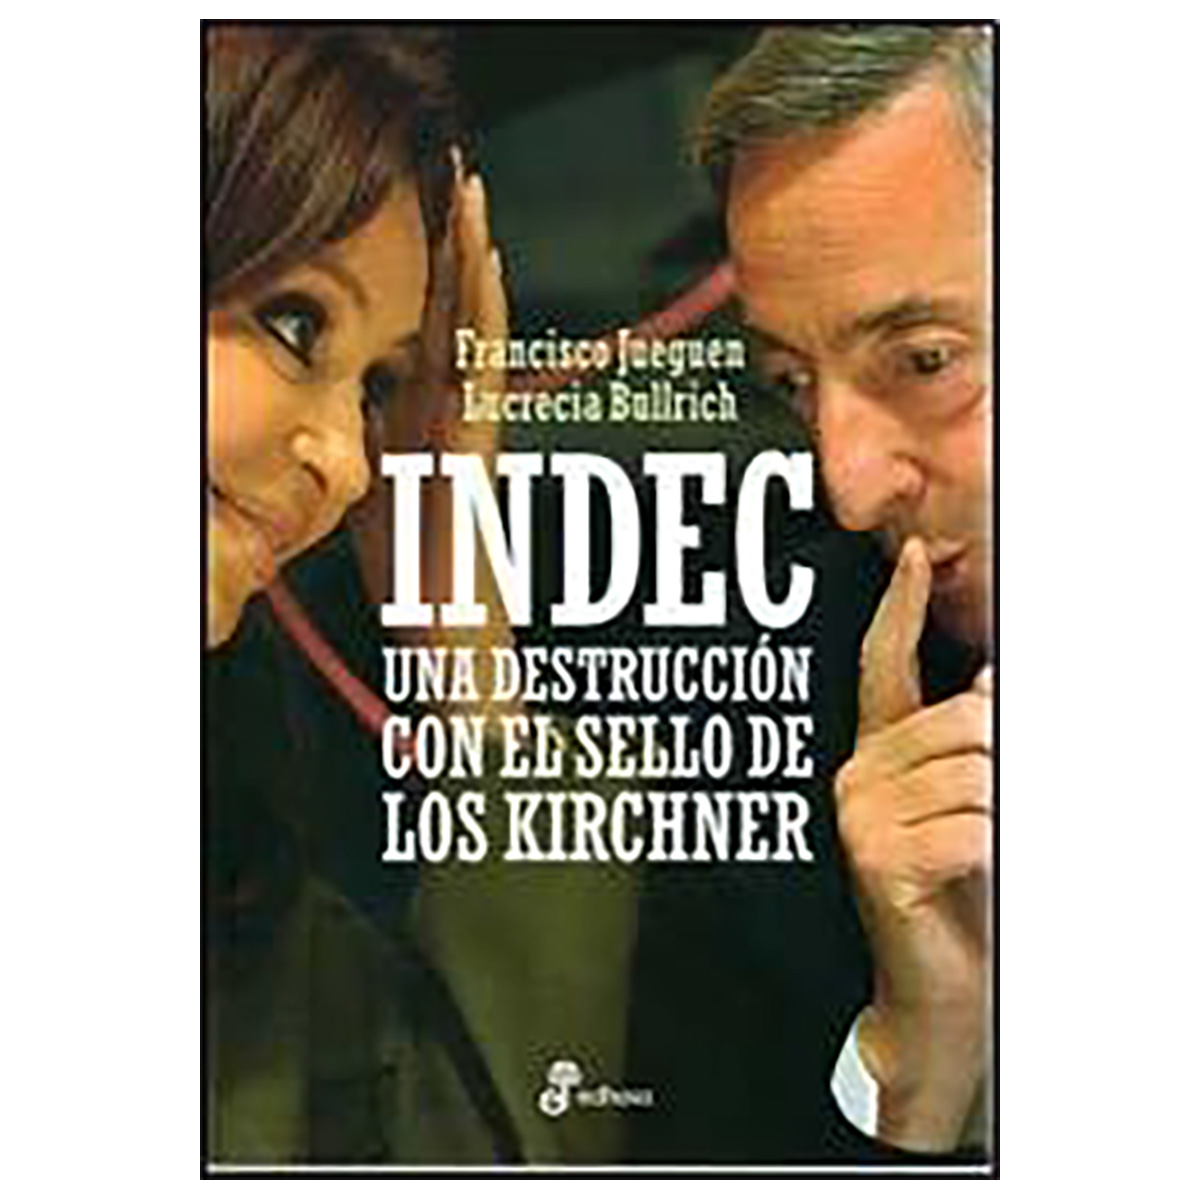 Francisco Jueguen
Lucrecia Bullrich
INDEC
UNA DESTRUCCIÓN
CON EL SELLO DE
LOS KIRCHNER
edhasa